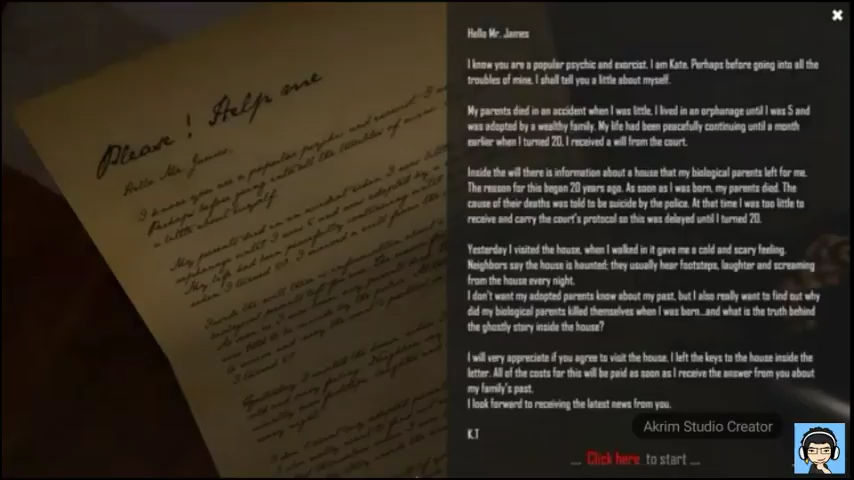 Please! Help me
Hello Mr. James,
Hello Mr. James
I know you are a popular psychic and exorcist. I am Kate. Perhaps before going into all the
troubles of mine, I shall tell you a little about myself.
My parents died in an accident when I was little, I lived in an orphanage until I was 5 and
was adopted by a wealthy family. My life had been peacefully continuing until a month
earlier when I turned 20, I received a will from the court.
Inside the will there is information about a house that my biological parents left for me.
The reason for this began 20 years ago. As soon as I was born, my parents died. The
cause of their deaths was told to be suicide by the police. At that time I was too little to
receive and carry the court's protocol so this was delayed until I turned 20.
Yesterday I visited the house, when I walked in it gave me a cold and scary feeling.
Neighbors say the house is haunted; they usually hear footsteps, laughter and screaming
from the house every night.
I don't want my adopted parents know about my past, but I also really want to find out why
did my biological parents killed themselves when I was born...and what is the truth behind
the ghostly story inside the house?
I will very appreciate if you agree to visit the house. I left the keys to the house inside the
letter. All of the costs for this will be paid as soon as I receive the answer from you about
my family's past.
I look forward to receiving the latest news from you.
K.T
Akrim Studio Creator
__ Click here to start __